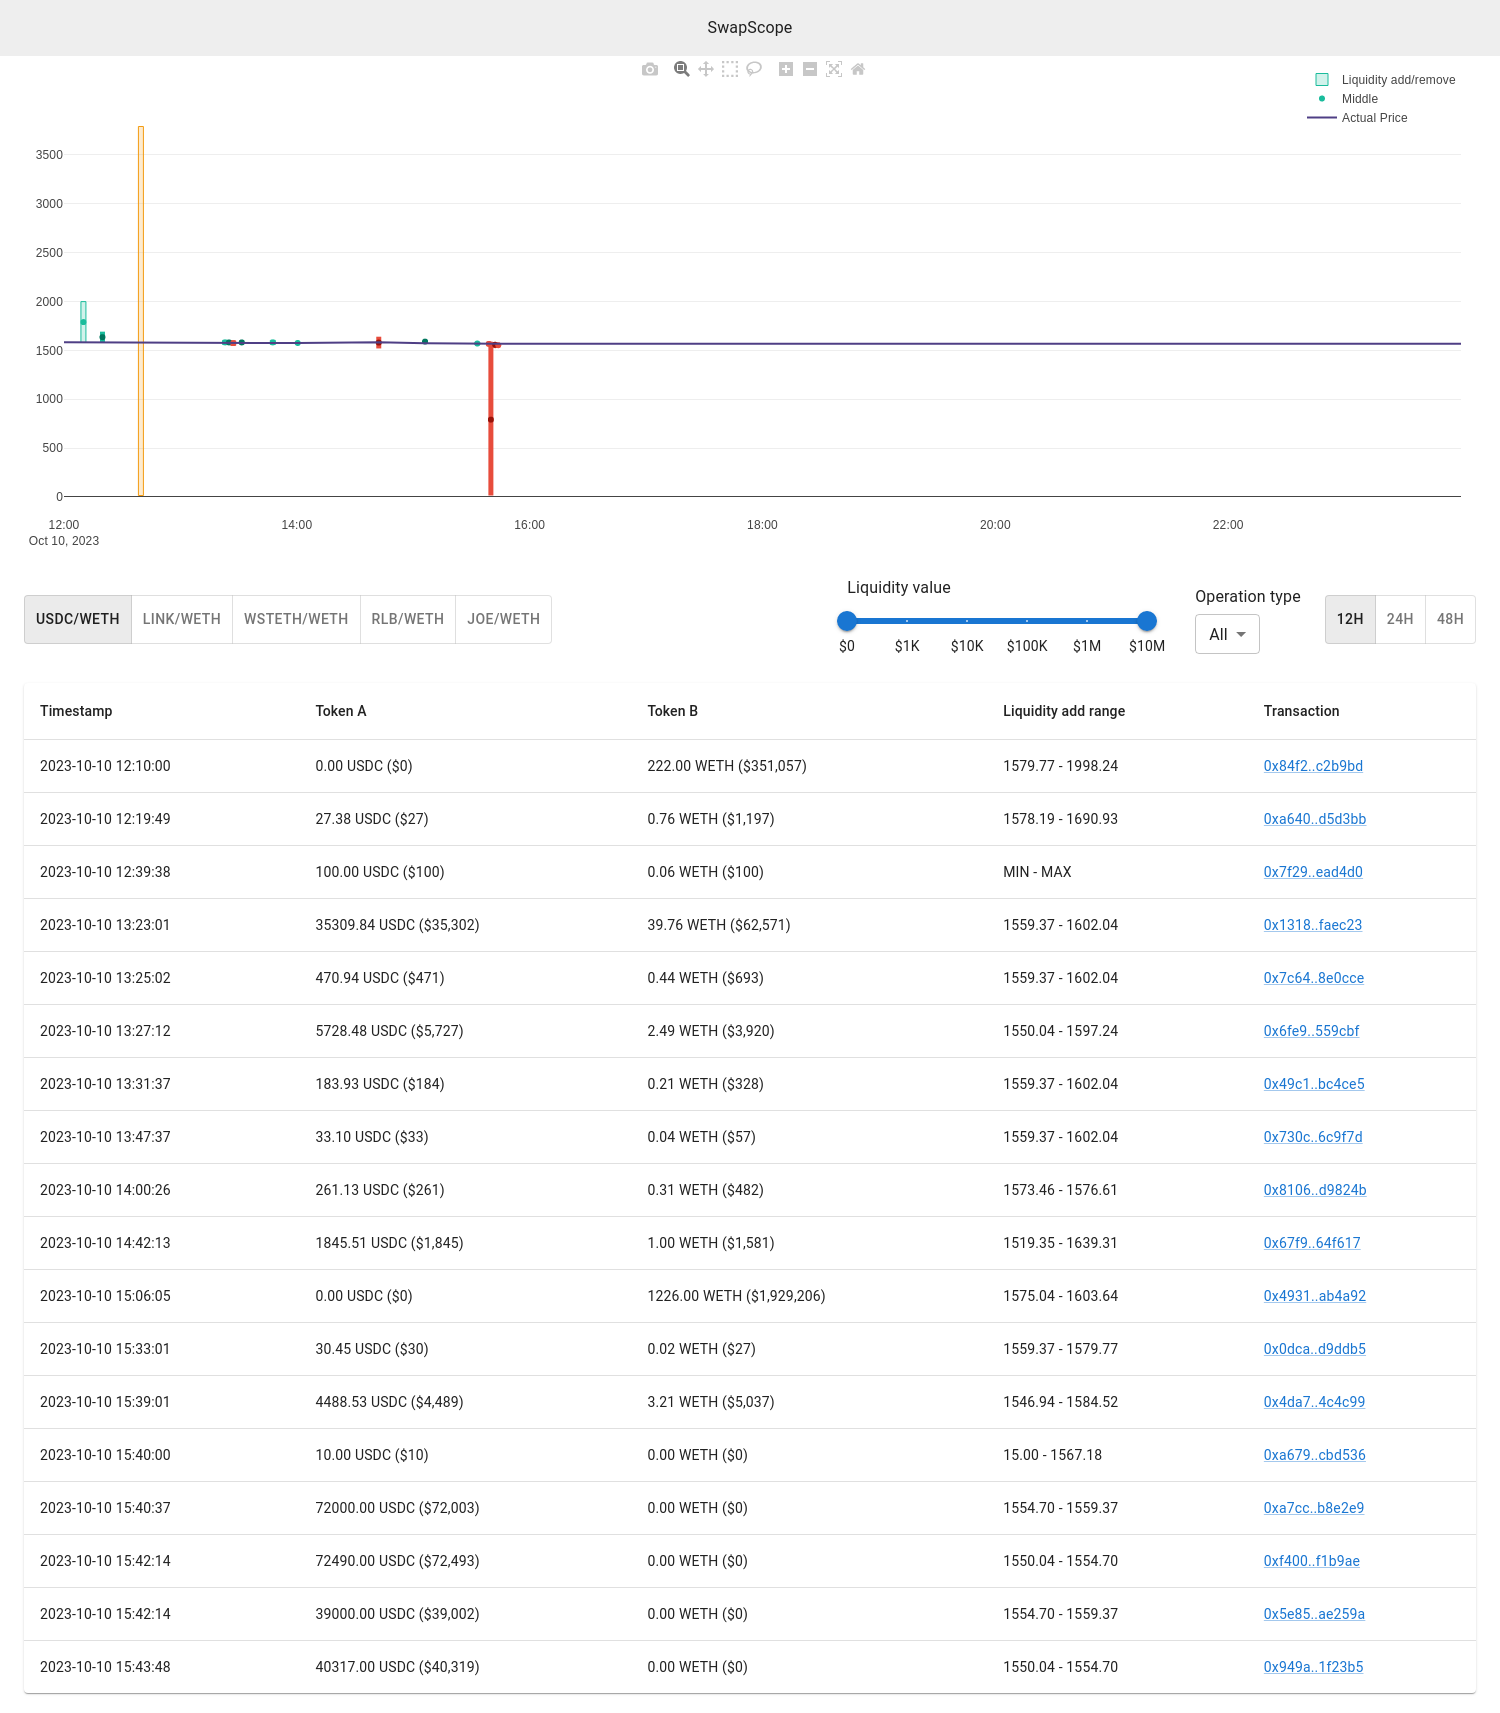 SwapScope
Liquidity add/remove
Middle
Actual Price
3500
3000
2500
2000
1500
1000
500
0
12:00 14:00 16:00 18:00 20:00 22:00
Oct 10, 2023
Liquidity value
Operation type
USDC/WETH LINK/WETH WSTETH/WETH RLB/WETH JOE/WETH
12H 24H 48H
All
$0 $1K $10K $100K $1M $10M
Timestamp Token A Token B Liquidity add range Transaction
2023-10-10 12:10:00 0.00 USDC ($0) 222.00 WETH ($351,057) 1579.77 - 1998.24 0x84f2..c2b9bd
2023-10-10 12:19:49 27.38 USDC ($27) 0.76 WETH ($1,197) 1578.19 - 1690.93 0xa640..d5d3bb
2023-10-10 12:39:38 100.00 USDC ($100) 0.06 WETH ($100) MIN - MAX 0x7f29..ead4d0
2023-10-10 13:23:01 35309.84 USDC ($35,302) 39.76 WETH ($62,571) 1559.37 - 1602.04 0x1318..faec23
2023-10-10 13:25:02 470.94 USDC ($471) 0.44 WETH ($693) 1559.37 - 1602.04 0x7c64..8e0cce
2023-10-10 13:27:12 5728.48 USDC ($5,727) 2.49 WETH ($3,920) 1550.04 - 1597.24 0x6fe9..559cbf
2023-10-10 13:31:37 183.93 USDC ($184) 0.21 WETH ($328) 1559.37 - 1602.04 0x49c1..bc4ce5
2023-10-10 13:47:37 33.10 USDC ($33) 0.04 WETH ($57) 1559.37 - 1602.04 0x730c..6c9f7d
2023-10-10 14:00:26 261.13 USDC ($261) 0.31 WETH ($482) 1573.46 - 1576.61 0x8106..d9824b
2023-10-10 14:42:13 1845.51 USDC ($1,845) 1.00 WETH ($1,581) 1519.35 - 1639.31 0x67f9..64f617
2023-10-10 15:06:05 0.00 USDC ($0) 1226.00 WETH ($1,929,206) 1575.04 - 1603.64 0x4931..ab4a92
2023-10-10 15:33:01 30.45 USDC ($30) 0.02 WETH ($27) 1559.37 - 1579.77 0x0dca..d9ddb5
2023-10-10 15:39:01 4488.53 USDC ($4,489) 3.21 WETH ($5,037) 1546.94 - 1584.52 0x4da7..4c4c99
2023-10-10 15:40:00 10.00 USDC ($10) 0.00 WETH ($0) 15.00 - 1567.18 0xa679..cbd536
2023-10-10 15:40:37 72000.00 USDC ($72,003) 0.00 WETH ($0) 1554.70 - 1559.37 0xa7cc..b8e2e9
2023-10-10 15:42:14 72490.00 USDC ($72,493) 0.00 WETH ($0) 1550.04 - 1554.70 0xf400..f1b9ae
2023-10-10 15:42:14 39000.00 USDC ($39,002) 0.00 WETH ($0) 1554.70 - 1559.37 0x5e85..ae259a
2023-10-10 15:43:48 40317.00 USDC ($40,319) 0.00 WETH ($0) 1550.04 - 1554.70 0x949a..1f23b5